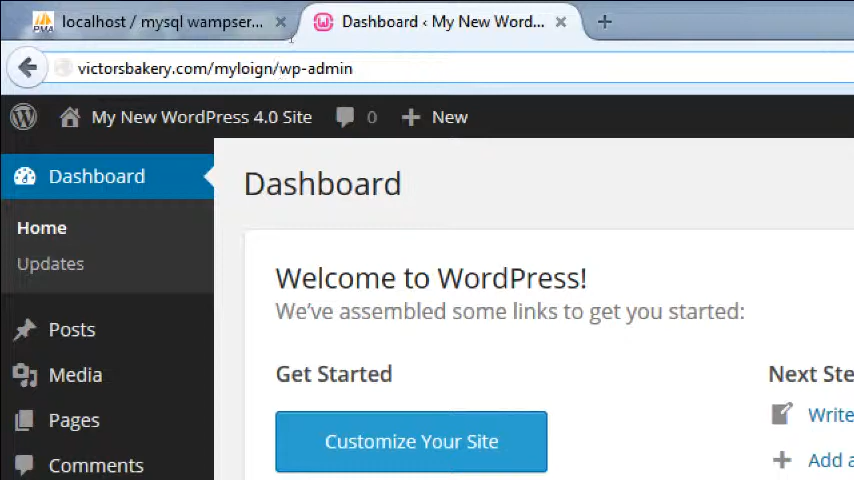 localhost / mysql wampser...
Dashboard ‹ My New Word...
victorsbakery.com/myloign/wp-admin
My New WordPress 4.0 Site 0 New
Dashboard
Home
Updates
Posts
Media
Pages
Comments
Dashboard
Welcome to WordPress!
We've assembled some links to get you started:
Get Started
Customize Your Site
Next Ste
Write
Add a